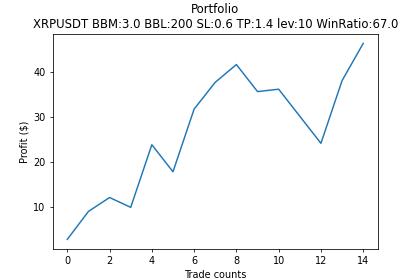 Portfolio
XRPUSDT BBM:3.0 BBL:200 SL:0.6 TP:1.4 lev:10 WinRatio:67.0
40
30
20
10
Profit ($)
0 2 4 6 8 10 12 14
Trade counts